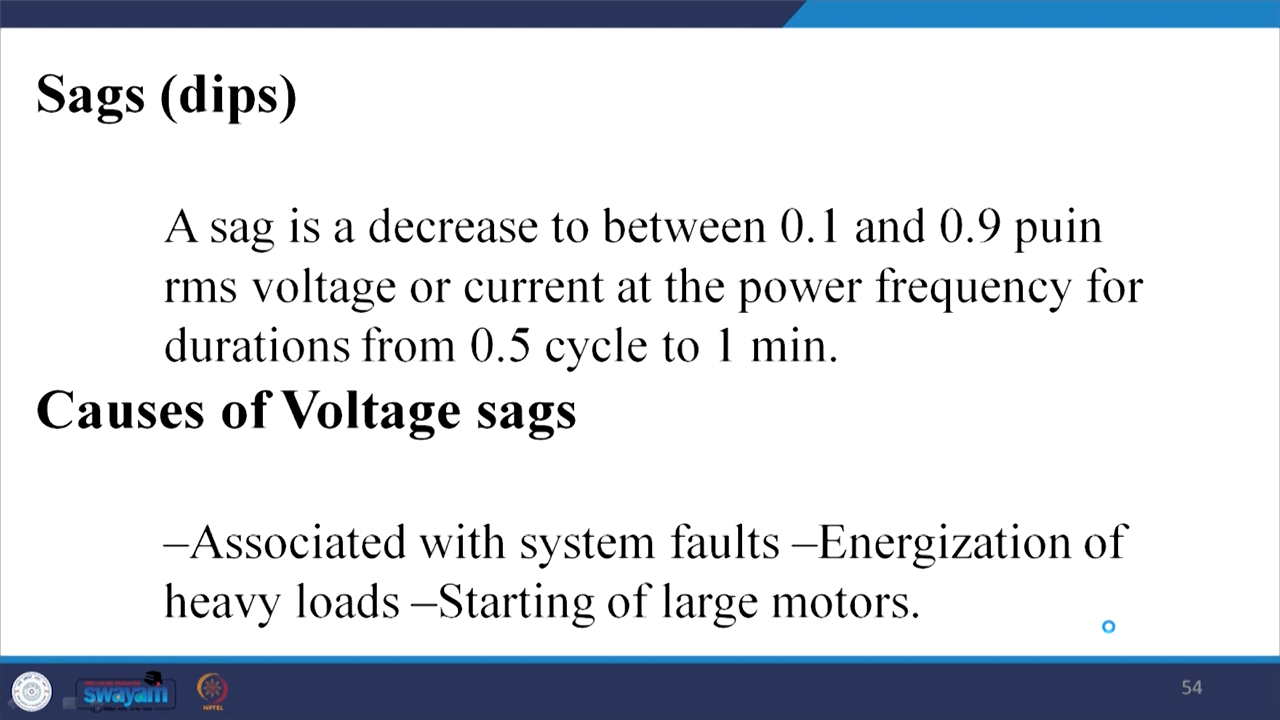 Sags (dips)
A sag is a decrease to between 0.1 and 0.9 puin
rms voltage or current at the power frequency for
durations from 0.5 cycle to 1 min.
Causes of Voltage sags
–Associated with system faults –Energization of
heavy loads –Starting of large motors.
swayam
NPTEL
54